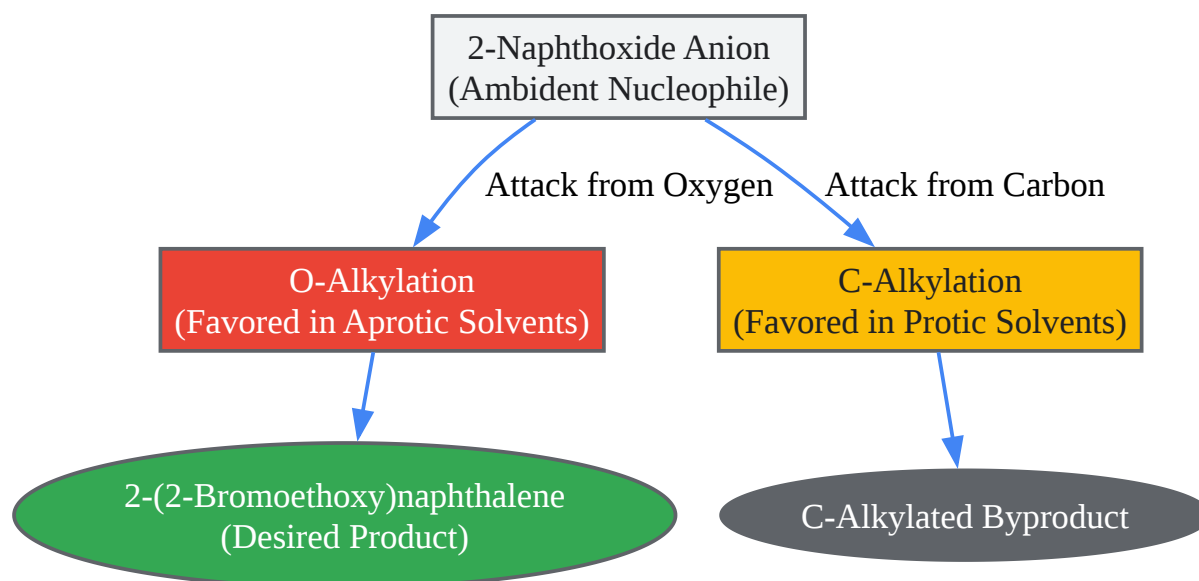 2-Naphthoxide Anion
(Ambident Nucleophile)
Attack from Oxygen
Attack from Carbon
O-Alkylation
(Favored in Aprotic Solvents)
C-Alkylation
(Favored in Protic Solvents)
2-(2-Bromoethoxy)naphthalene
(Desired Product)
C-Alkylated Byproduct